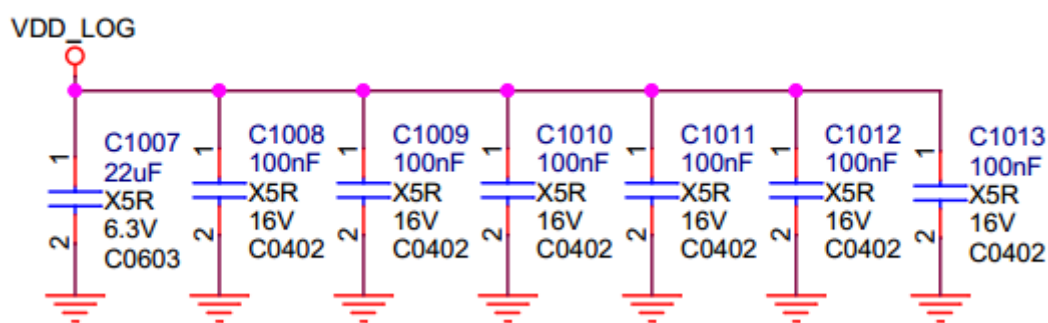 VDD_LOG
1
C1007
22uF
X5R
6.3V
C0603
2
1
C1008
100nF
X5R
16V
C0402
2
1
C1009
100nF
X5R
16V
C0402
2
1
C1010
100nF
X5R
16V
C0402
2
1
C1011
100nF
X5R
16V
C0402
2
1
C1012
100nF
X5R
16V
C0402
2
1
C1013
100nF
X5R
16V
C0402
2